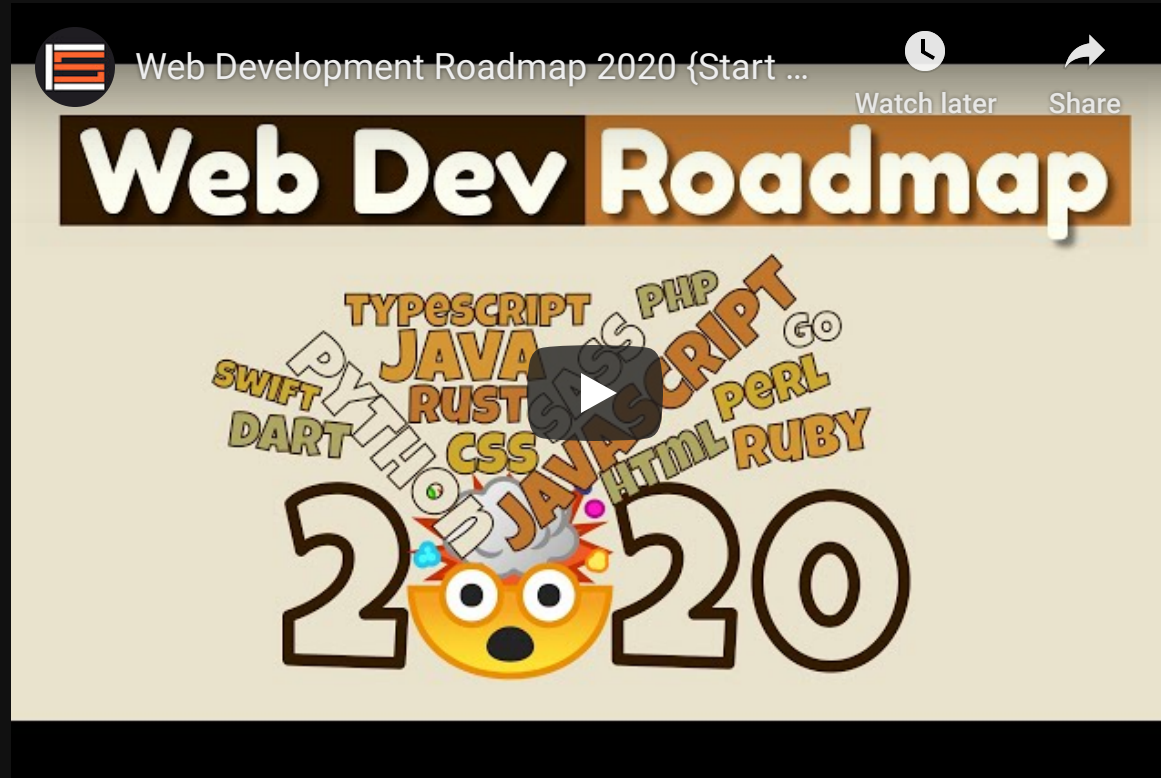 Web Development Roadmap 2020 {Start ...
Watch later
Share
Web Dev Roadmap
TYPESCRIPT
PHP
JAVASCRIPT
GO
JAVA
SASS
PYTHON
SWIFT
RUST
PERL
DART
CSS
HTML
RUBY
2020